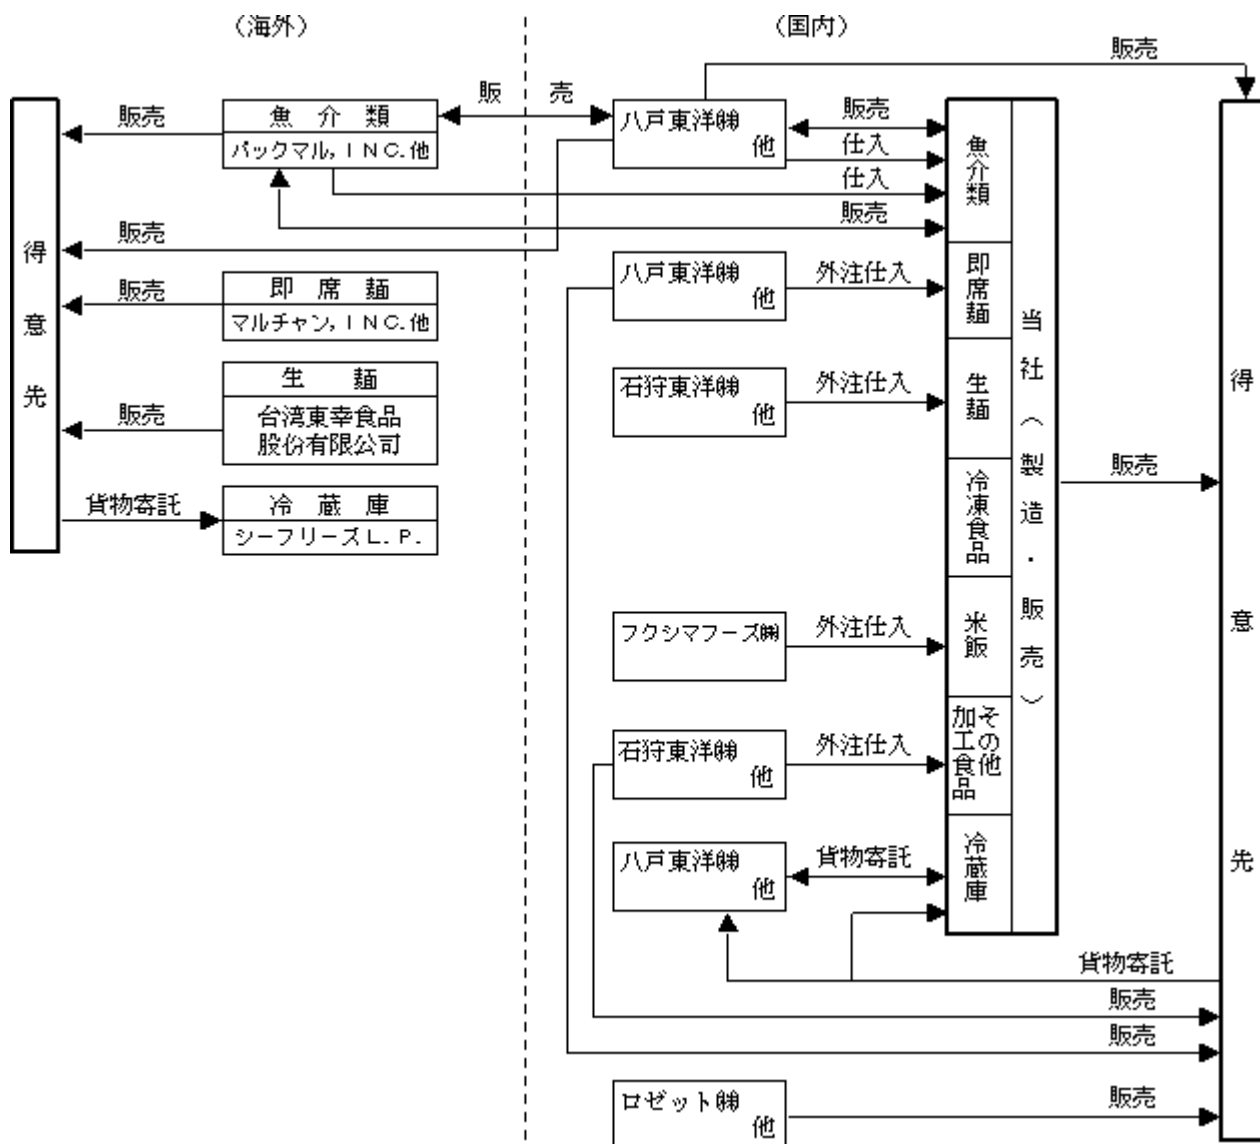 （海外）
（国内）
販売
販　売
販売
魚　介　類
パックマル，ＩＮＣ.他
八戸東洋㈱
他
販売
仕入
仕入
販売
販売
魚介類
得意先
販売
即　席　麺
マルチャン，ＩＮＣ.他
八戸東洋㈱
他
外注仕入
即席麺
販売
生　麺
台湾東幸食品
股份有限公司
石狩東洋㈱
他
外注仕入
生麺
当社（製造・販売）
販売
得意先
貨物寄託
冷　蔵　庫
シーフリーズＬ．Ｐ．
冷凍食品
フクシマフーズ㈱
外注仕入
米飯
石狩東洋㈱
他
外注仕入
その他
加工食品
八戸東洋㈱
他
貨物寄託
冷蔵庫
貨物寄託
販売
販売
ロゼット㈱
他
販売